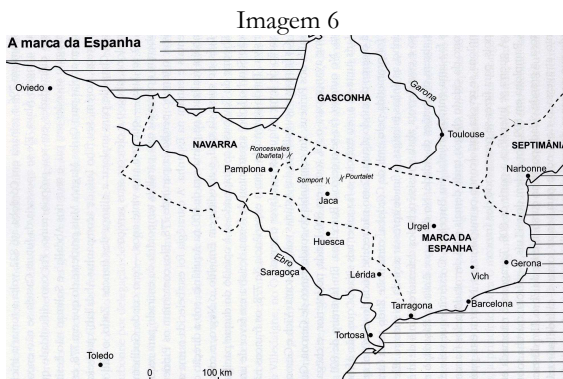 Imagem 6
A marca da Espanha
Oviedo
GASCONHA
Garona
Toulouse
SEPTIMÂNIA
NAVARRA
Roncesvales
(Ibañeta)
Pamplona
Somport
Pourtalet
Jaca
Narbonne
Urgel
MARCA DA
ESPANHA
Huesca
Ebro
Saragoça
Lérida
Vich
Gerona
Tarragona
Barcelona
Tortosa
Toledo
0 100 km